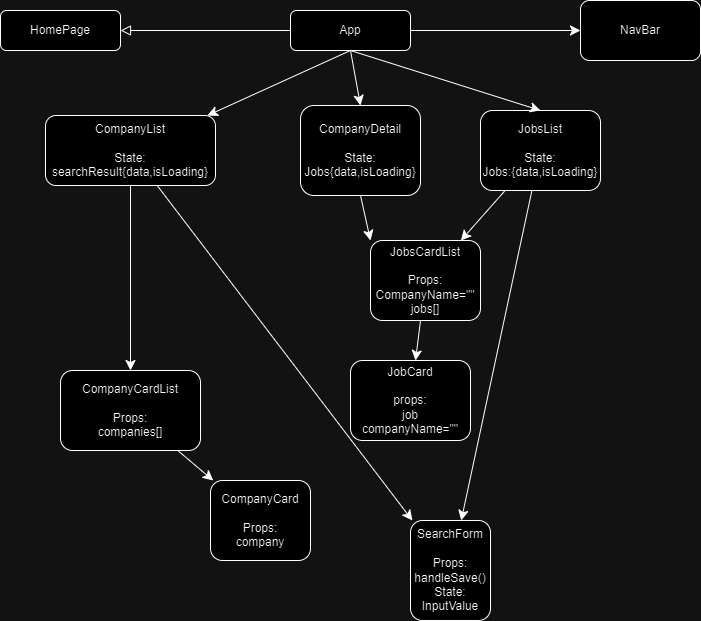 HomePage
App
NavBar
CompanyList
State:
searchResult{data,isLoading}
CompanyDetail
State:
Jobs{data,isLoading}
JobsList
State:
Jobs:{data,isLoading}
JobsCardList
Props:
CompanyName=""
jobs[]
JobCard
props:
job
companyName=""
CompanyCardList
Props:
companies[]
CompanyCard
Props:
company
SearchForm
Props:
handleSave()
State:
InputValue